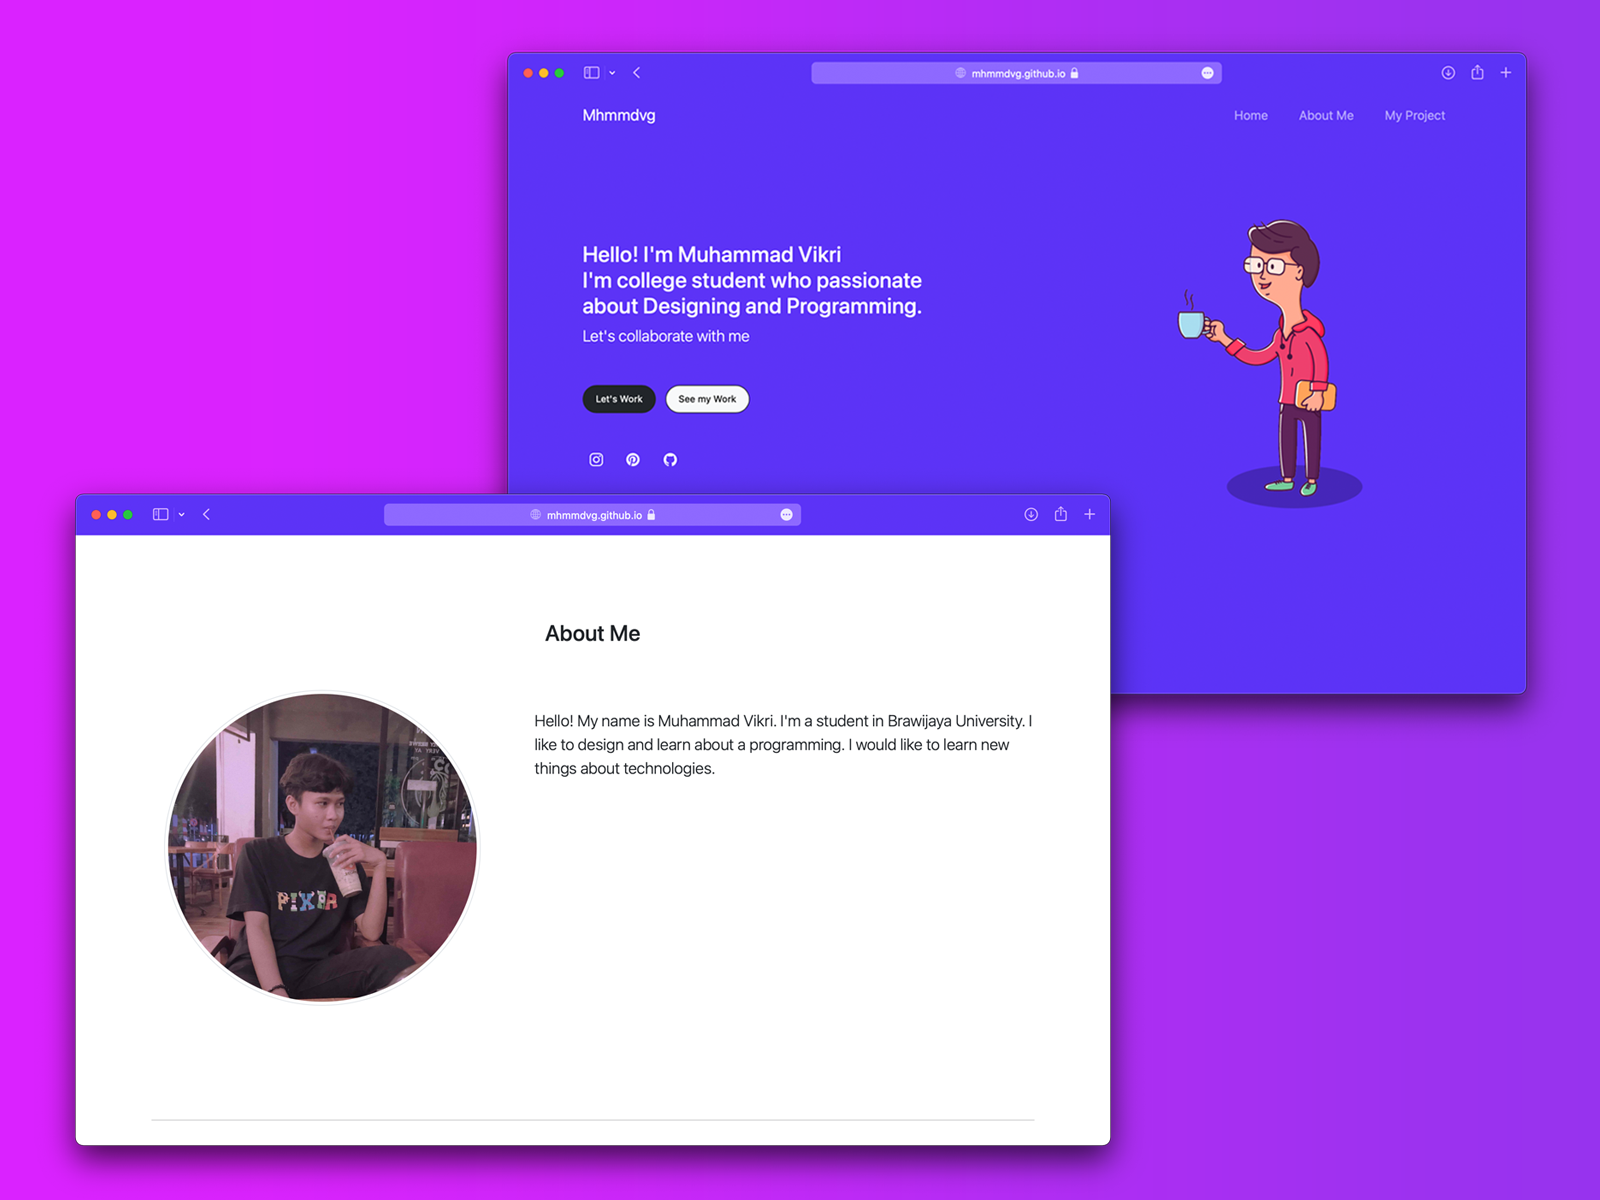 mhmmdvg.github.io
Mhmmdvg
Home
About Me
My Project
Hello! I'm Muhammad Vikri
I'm college student who passionate
about Designing and Programming.
Let's collaborate with me
Let's Work
See my Work
mhmmdvg.github.io
About Me
Hello! My name is Muhammad Vikri. I'm a student in Brawijaya University. I
like to design and learn about a programming. I would like to learn new
things about technologies.